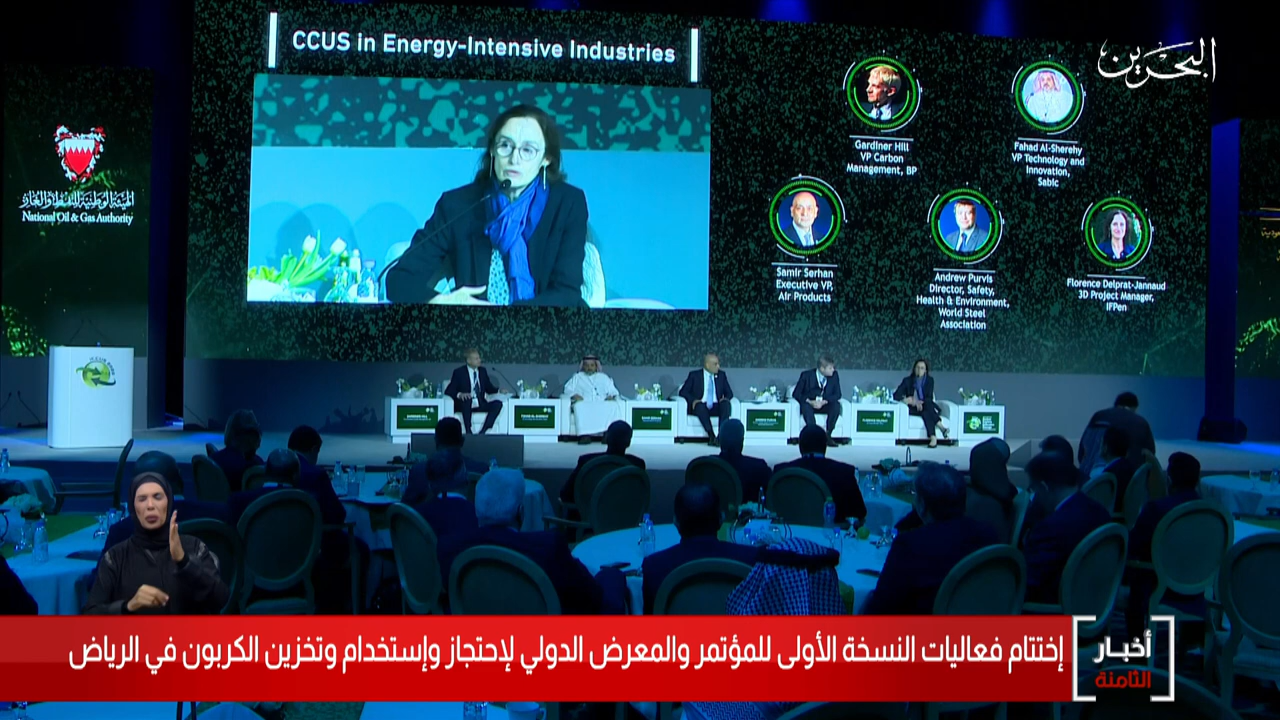 CCUS in Energy-Intensive Industries
البحرين
Gardiner Hill
VP Carbon
Management, BP
Fahad Al-Sherehy
VP Technology and
Innovation,
Sabic
الهيئة الوطنية للنفط والغاز
National Oil & Gas Authority
Samir Serhan
Executive VP,
Air Products
Andrew Purvis
Director, Safety,
Health & Environment,
World Steel
Association
Florence Delprat-Jannaud
3D Project Manager,
IFPen
إختتام فعاليات النسخة الأولى للمؤتمر والمعرض الدولي لإحتجاز وإستخدام وتخزين الكربون في الرياض
أخبار
الثامنة